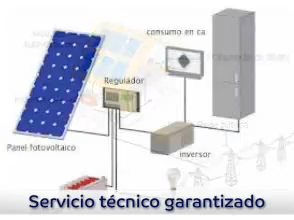 consumo en ca
Regulador
Panel fotovoltaico
inversor
Servicio técnico garantizado